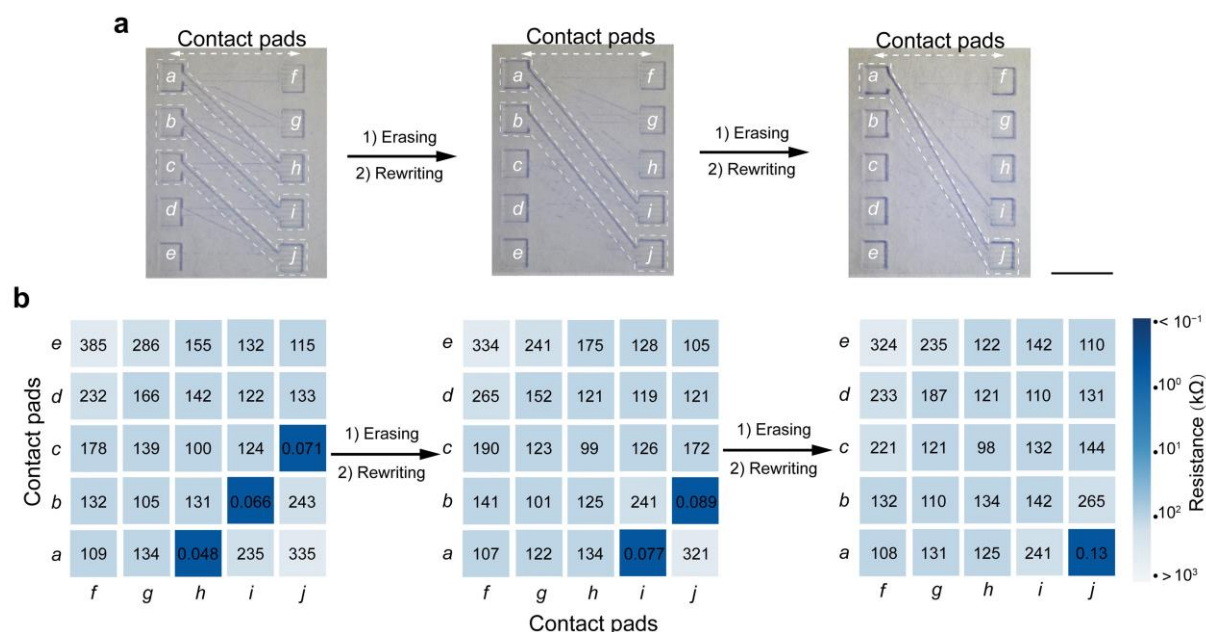 a
Contact pads
Contact pads
Contact pads
a f
b g
c h
d i
e j
1) Erasing
2) Rewriting
a f
b g
c h
d i
e j
1) Erasing
2) Rewriting
a f
b g
c h
d i
e j
b
Contact pads
e 385 286 155 132 115
d 232 166 142 122 133
c 178 139 100 124 0.071
b 132 105 131 0.066 243
a 109 134 0.048 235 335
f g h i j
1) Erasing
2) Rewriting
e 334 241 175 128 105
d 265 152 121 119 121
c 190 123 99 126 172
b 141 101 125 241 0.089
a 107 122 134 0.077 321
f g h i j
Contact pads
1) Erasing
2) Rewriting
e 324 235 122 142 110
d 233 187 121 110 131
c 221 121 98 132 144
b 132 110 134 142 265
a 108 131 125 241 0.13
f g h i j
< 10⁻¹
10⁰
10¹
10²
> 10³
Resistance (kΩ)